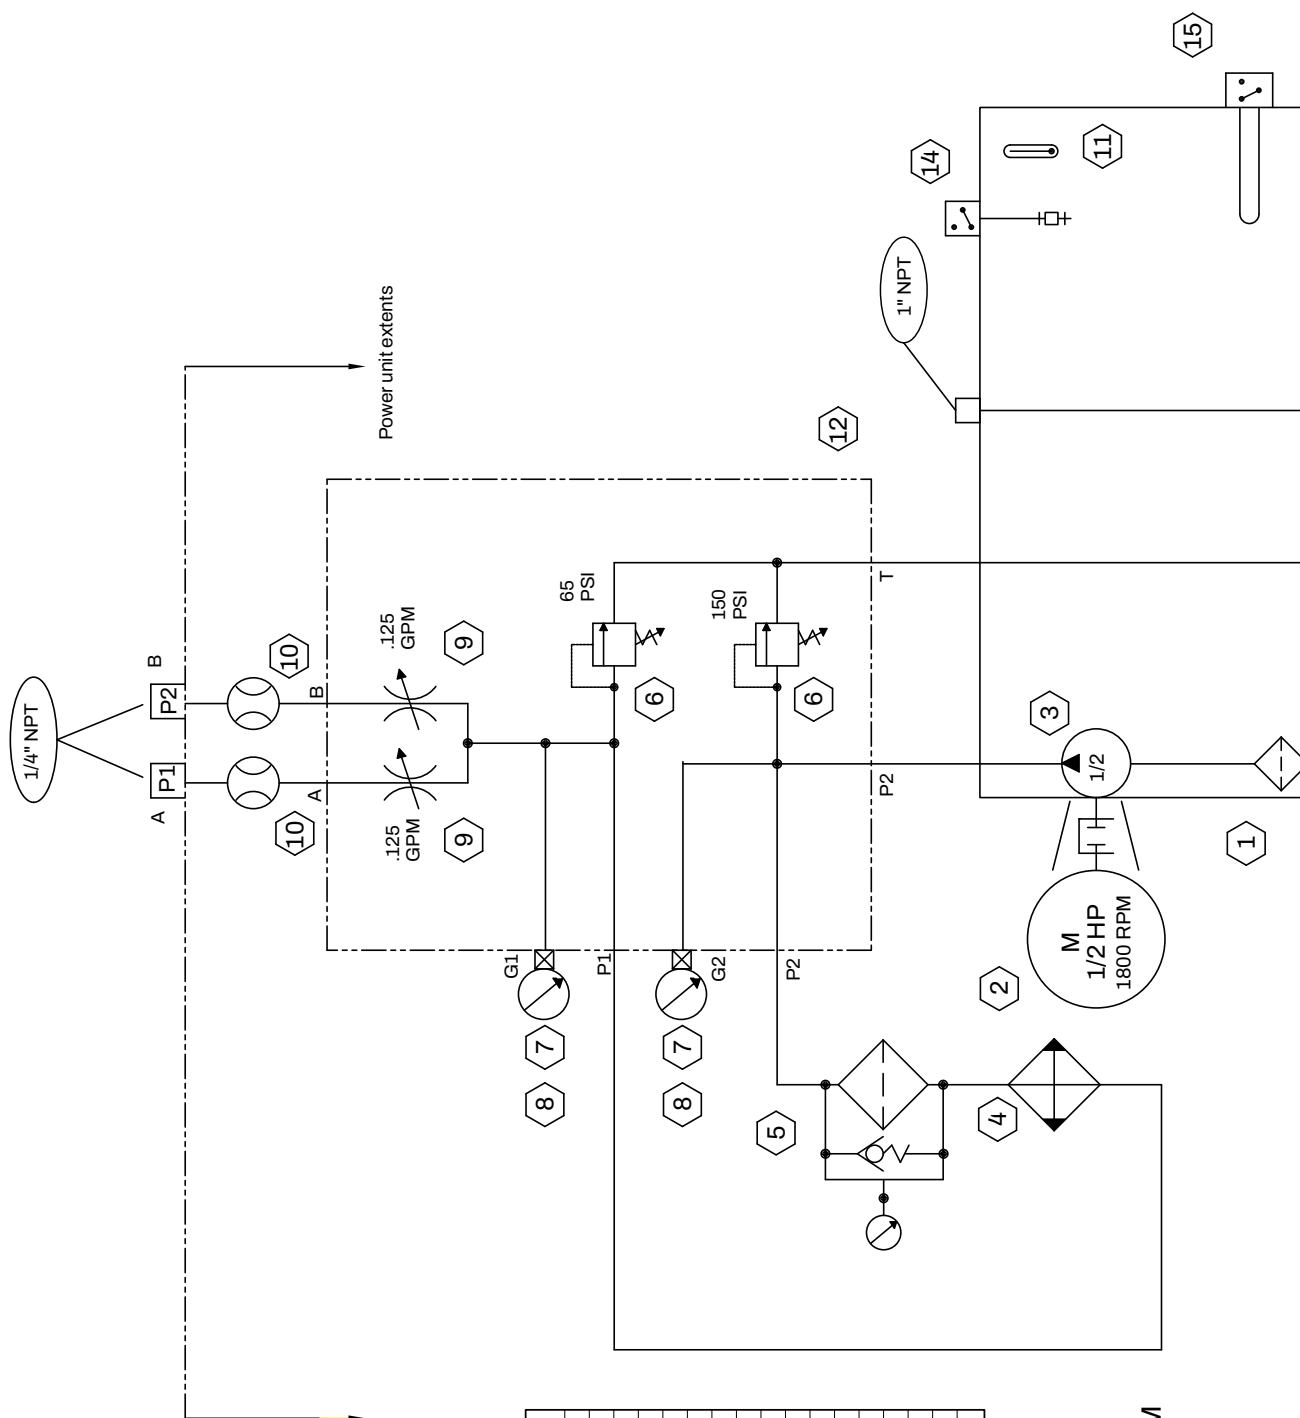 1/4" NPT
A
P1
P2
B
10
10
A
B
Power unit extents
.125
GPM
.125
GPM
9
9
8
7
G1
65
PSI
P1
6
8
7
G2
150
PSI
P2
6
12
5
P2
T
1" NPT
14
4
2
3
M
1/2 HP
1800 RPM
1/2
11
1
15
M